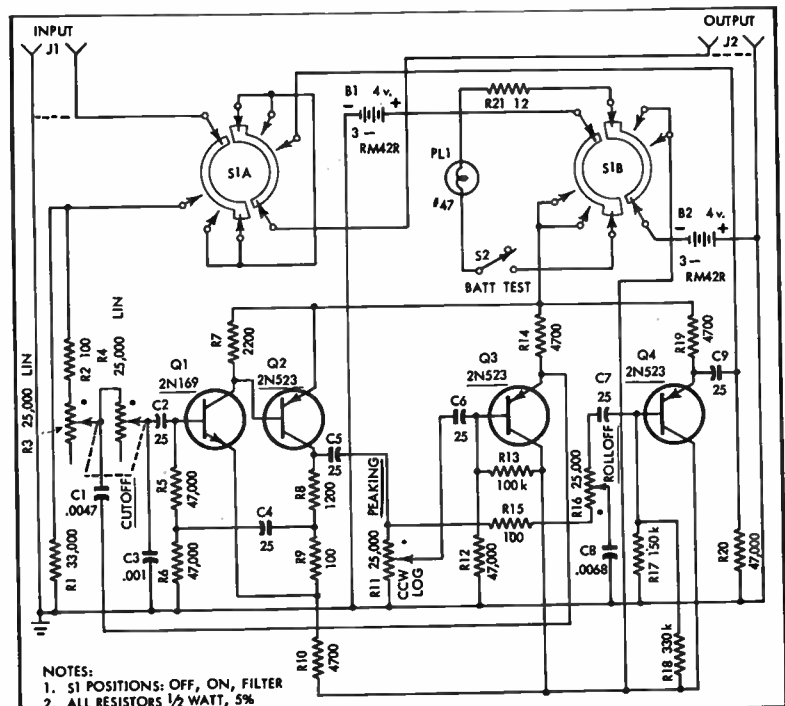 INPUT
J1
OUTPUT
J2
B1 4 v.
- +
3 —
RM42R
R21 12
PL1
#47
S1A
S1B
S2
BATT TEST
B2 4 v.
- +
3 —
RM42R
R3 25,000 LIN
R2 100
R4
25,000 LIN
R7
2200
Q1
2N169
Q2
2N523
R14
4700
Q3
2N523
R19
4700
Q4
2N523
C9
25
C2
25
C5
25
C6
25
C7
25
C1
.0047
CUTOFF
R5
47,000
C4
25
R8
1200
PEAKING
R13
100k
R15
100
R16 25,000
ROLLOFF
R1 33,000
C3
.001
R6
47,000
R9
100
R11 25,000
CCW
LOG
R12
47,000
C8
.0068
R17 150k
R20
47,000
R10
4700
R18 330k
NOTES:
1. S1 POSITIONS: OFF, ON, FILTER
2. ALL RESISTORS 1/2 WATT, 5%